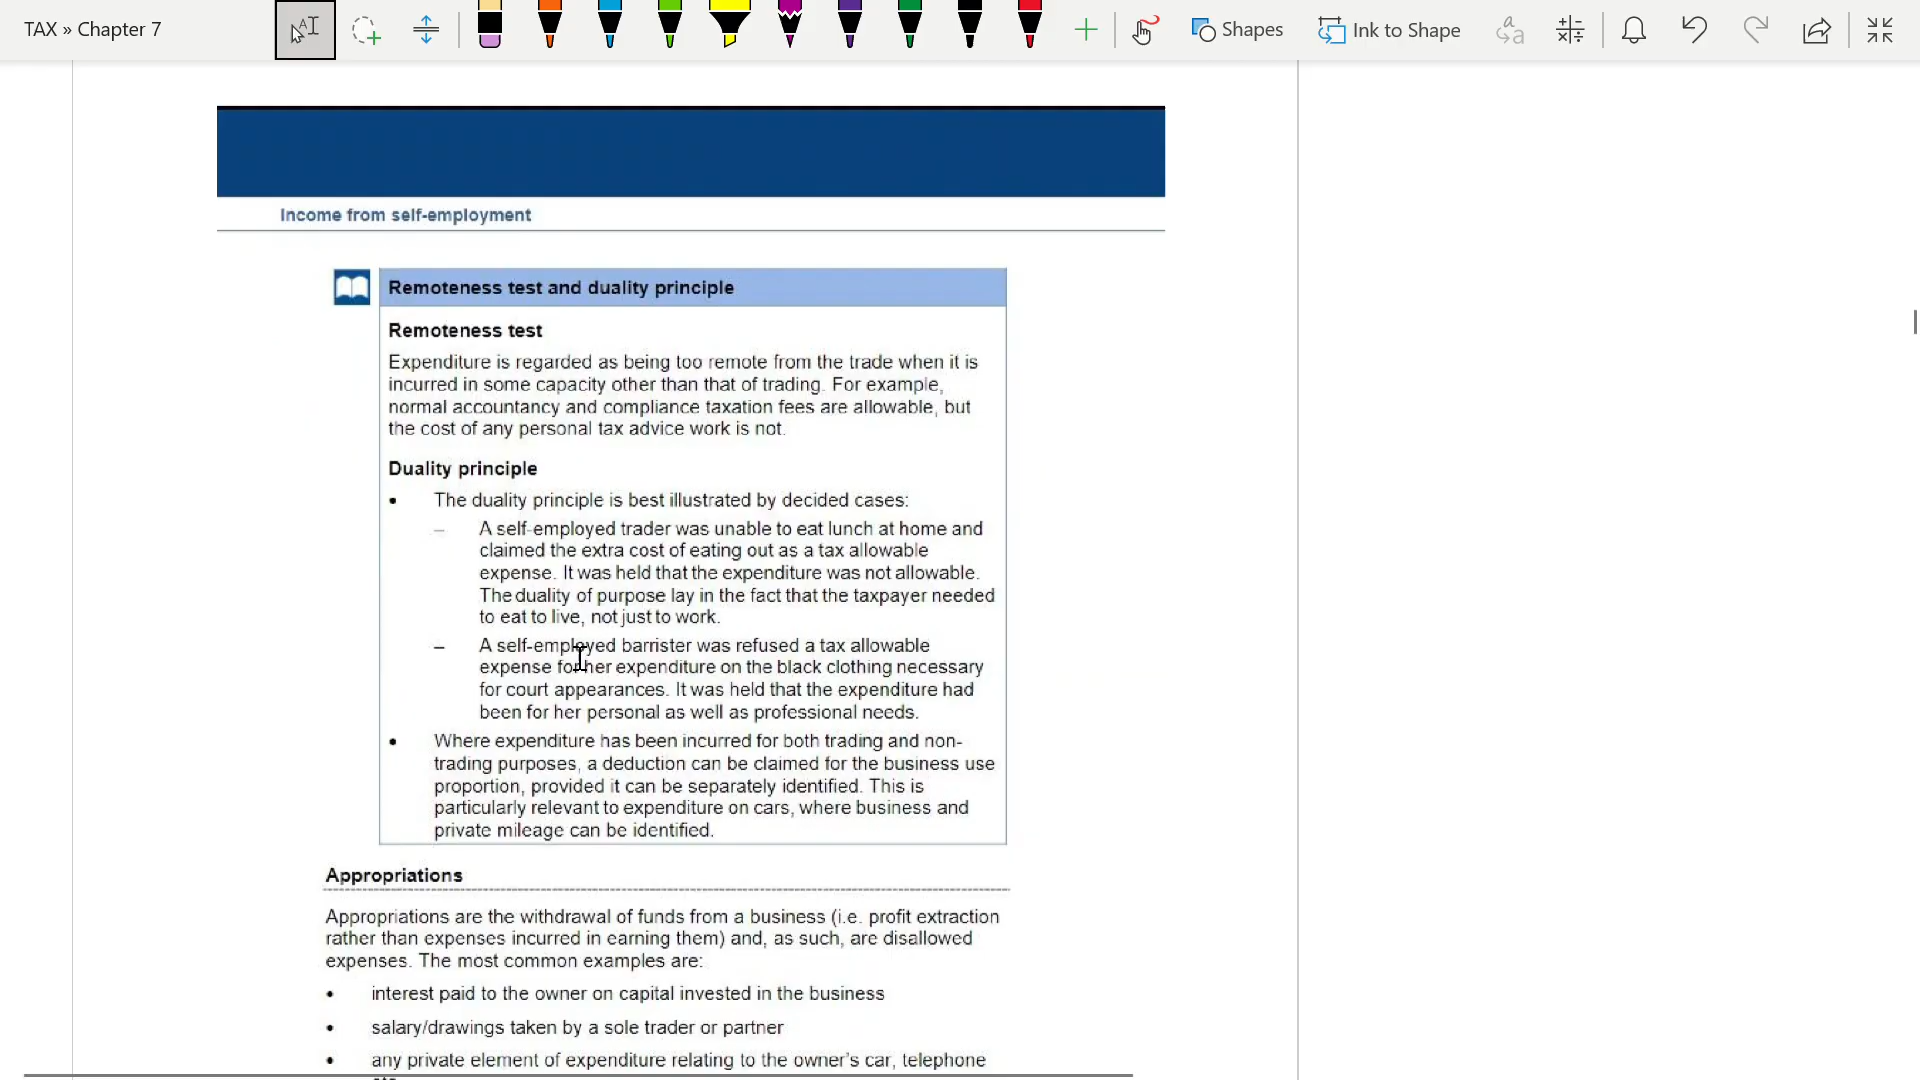 TAX » Chapter 7
Shapes
Ink to Shape
Income from self-employment
Remoteness test and duality principle
Remoteness test
Expenditure is regarded as being too remote from the trade when it is
incurred in some capacity other than that of trading. For example,
normal accountancy and compliance taxation fees are allowable, but
the cost of any personal tax advice work is not.
Duality principle
• The duality principle is best illustrated by decided cases:
– A self-employed trader was unable to eat lunch at home and
claimed the extra cost of eating out as a tax allowable
expense. It was held that the expenditure was not allowable.
The duality of purpose lay in the fact that the taxpayer needed
to eat to live, not just to work.
– A self-employed barrister was refused a tax allowable
expense for her expenditure on the black clothing necessary
for court appearances. It was held that the expenditure had
been for her personal as well as professional needs.
• Where expenditure has been incurred for both trading and non-
trading purposes, a deduction can be claimed for the business use
proportion, provided it can be separately identified. This is
particularly relevant to expenditure on cars, where business and
private mileage can be identified.
Appropriations
Appropriations are the withdrawal of funds from a business (i.e. profit extraction
rather than expenses incurred in earning them) and, as such, are disallowed
expenses. The most common examples are:
• interest paid to the owner on capital invested in the business
• salary/drawings taken by a sole trader or partner
• any private element of expenditure relating to the owner's car, telephone